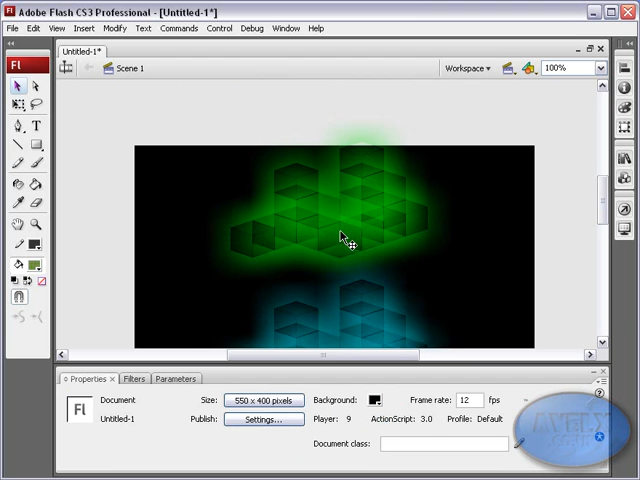 Adobe Flash CS3 Professional - [Untitled-1*]
File Edit View Insert Modify Text Commands Control Debug Window Help
Untitled-1*
Fl
Scene 1
Workspace
100%
Properties × Filters Parameters
Fl
Document
Size: 550 x 400 pixels
Background:
Frame rate: 12 fps
Untitled-1
Publish: Settings...
Player: 9
ActionScript: 3.0
Profile: Default
Document class: